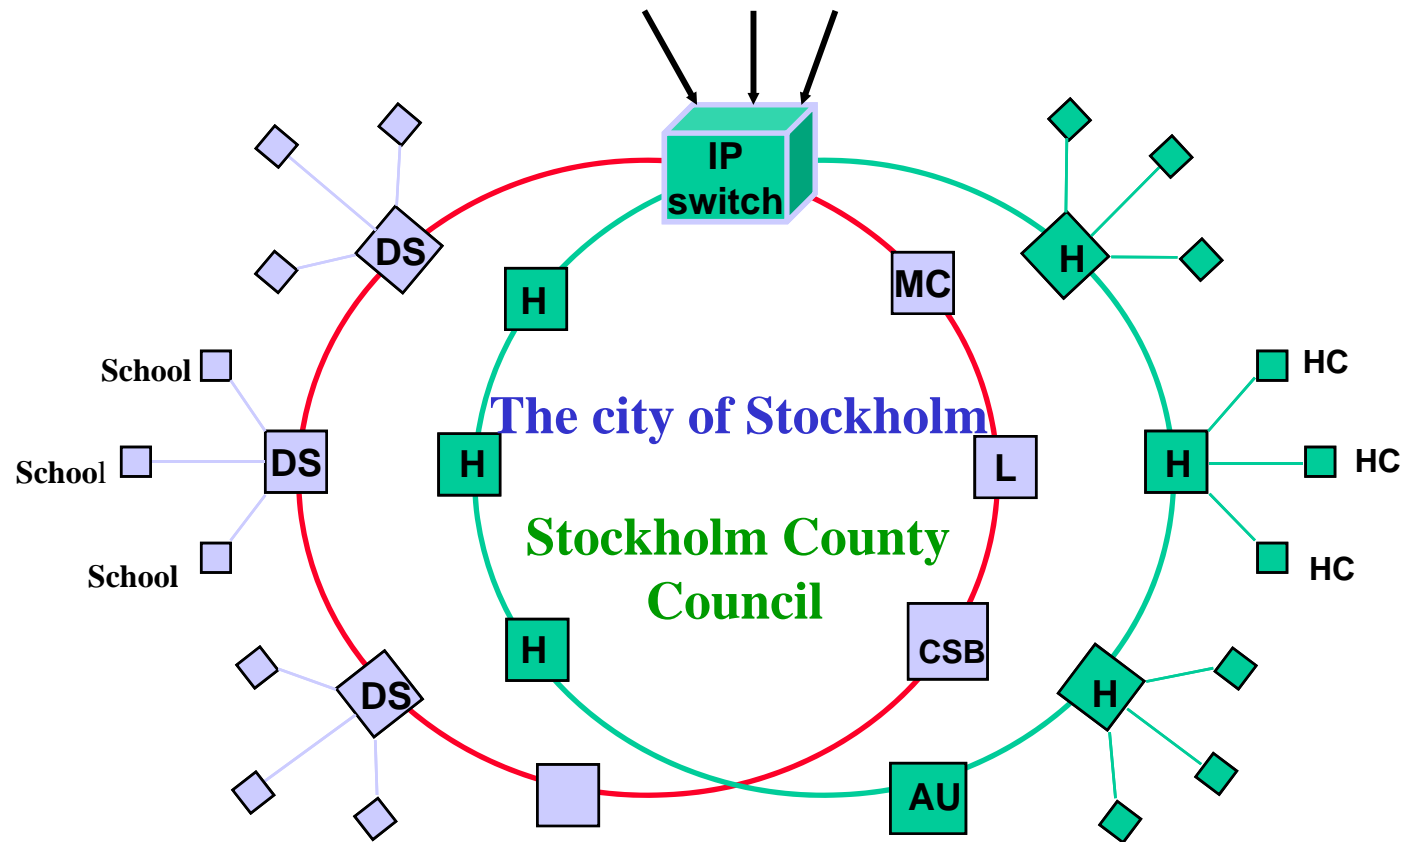 IP
switch
DS
H
MC
H
School
HC
The city of Stockholm
School
DS
H
L
H
HC
Stockholm County
Council
School
HC
H
CSB
DS
H
AU